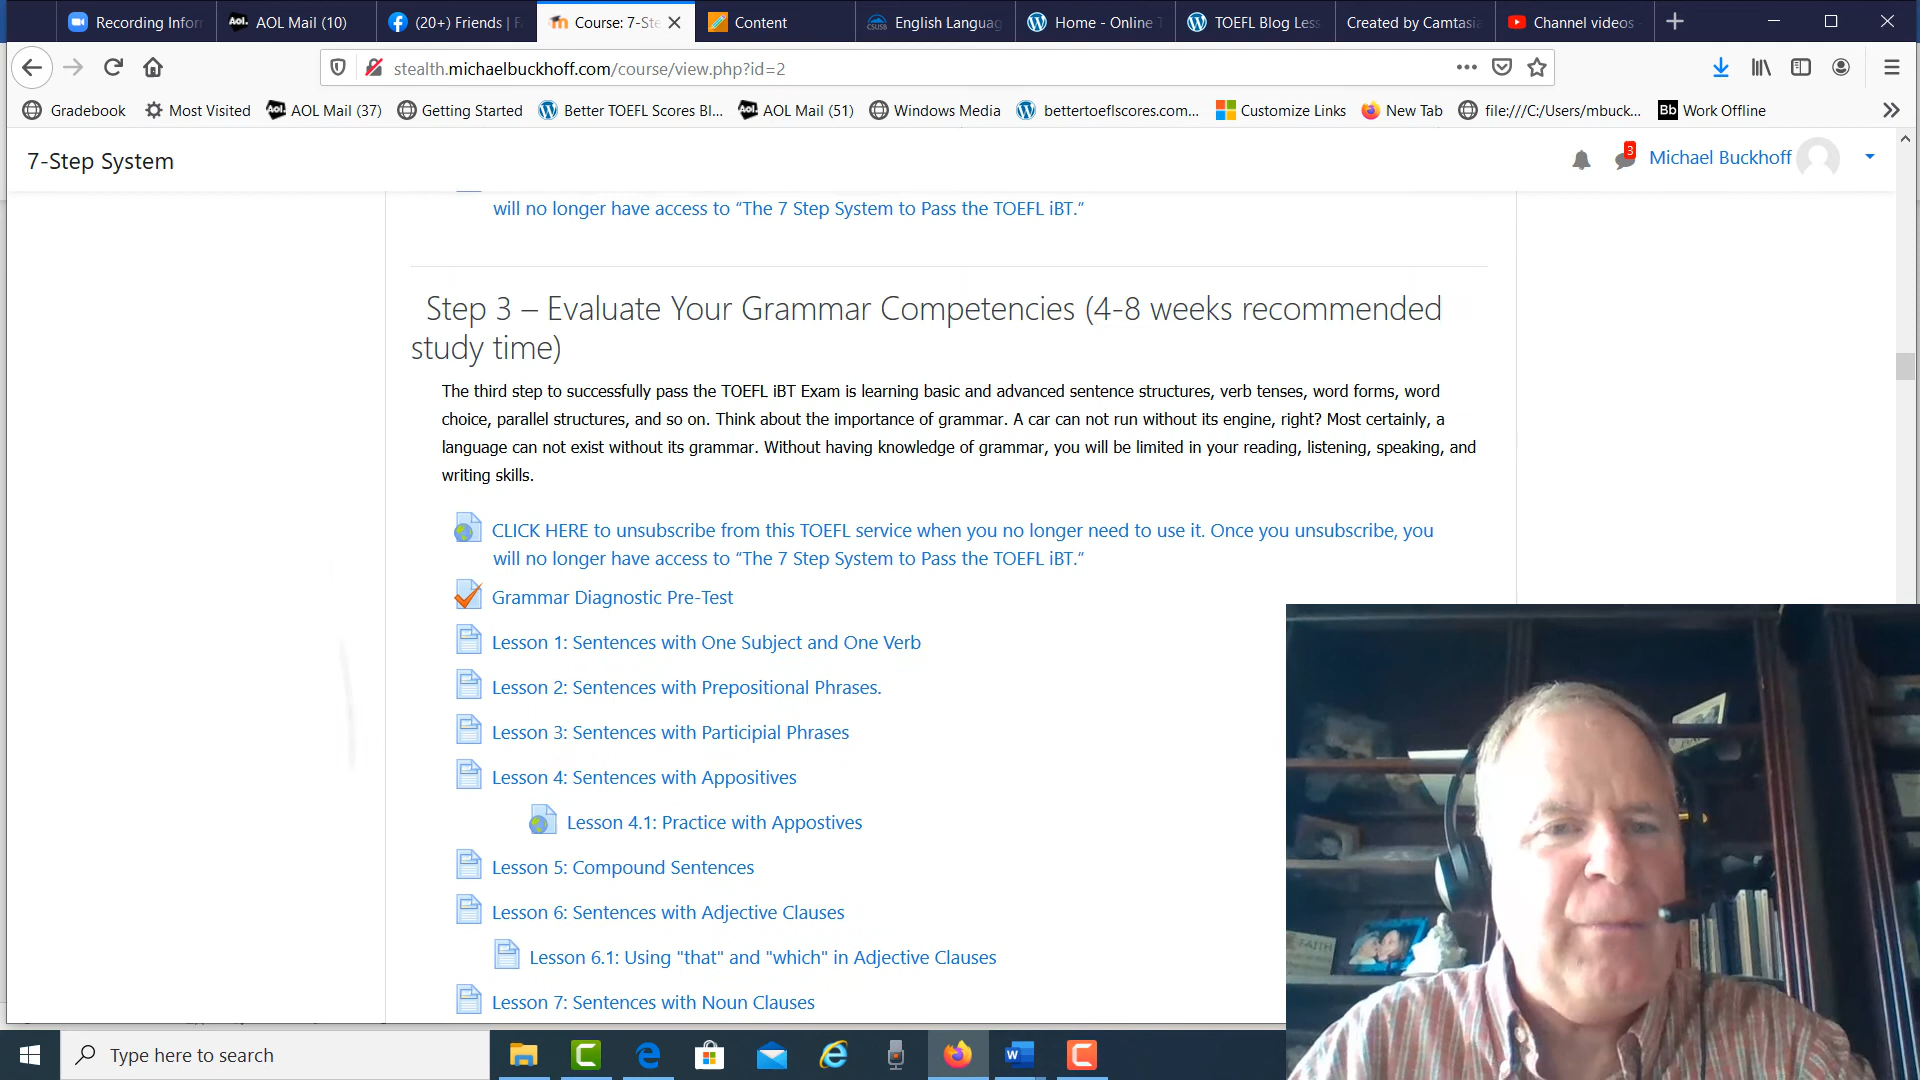 Recording Infor
AOL Mail (10)
(20+) Friends | F
Course: 7-Ste
Content
English Languag
Home - Online T
TOEFL Blog Less
Created by Camtasi
Channel videos
stealth.michaelbuckhoff.com/course/view.php?id=2
Gradebook
Most Visited
Aol. AOL Mail (37)
Getting Started
Better TOEFL Scores Bl...
Aol. AOL Mail (51)
Windows Media
bettertoeflscores.com...
Customize Links
New Tab
file:///C:/Users/mbuck...
Bb Work Offline
7-Step System
3
Michael Buckhoff
will no longer have access to “The 7 Step System to Pass the TOEFL iBT.”
Step 3 – Evaluate Your Grammar Competencies (4-8 weeks recommended
study time)
The third step to successfully pass the TOEFL iBT Exam is learning basic and advanced sentence structures, verb tenses, word forms, word
choice, parallel structures, and so on. Think about the importance of grammar. A car can not run without its engine, right? Most certainly, a
language can not exist without its grammar. Without having knowledge of grammar, you will be limited in your reading, listening, speaking, and
writing skills.
CLICK HERE to unsubscribe from this TOEFL service when you no longer need to use it. Once you unsubscribe, you
will no longer have access to “The 7 Step System to Pass the TOEFL iBT.”
Grammar Diagnostic Pre-Test
Lesson 1: Sentences with One Subject and One Verb
Lesson 2: Sentences with Prepositional Phrases.
Lesson 3: Sentences with Participial Phrases
Lesson 4: Sentences with Appositives
Lesson 4.1: Practice with Appostives
Lesson 5: Compound Sentences
Lesson 6: Sentences with Adjective Clauses
Lesson 6.1: Using "that" and "which" in Adjective Clauses
Lesson 7: Sentences with Noun Clauses
FAITH
Type here to search